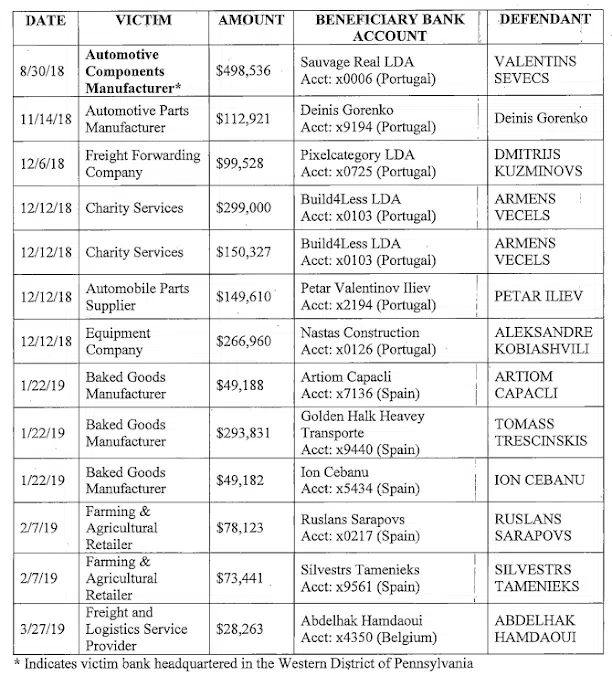 DATE VICTIM AMOUNT BENEFICIARY BANK ACCOUNT DEFENDANT
8/30/18 Automotive Components Manufacturer* $498,536 Sauvage Real LDA Acct: x0006 (Portugal) VALENTINS SEVECS
11/14/18 Automotive Parts Manufacturer $112,921 Deinis Gorenko Acct: x9194 (Portugal) Deinis Gorenko
12/6/18 Freight Forwarding Company $99,528 Pixelcategory LDA Acct: x0725 (Portugal) DMITRIJS KUZMINOVS
12/12/18 Charity Services $299,000 Build4Less LDA Acct: x0103 (Portugal) ARMENS VECELS
12/12/18 Charity Services $150,327 Build4Less LDA Acct: x0103 (Portugal) ARMENS VECELS
12/12/18 Automobile Parts Supplier $149,610 Petar Valentinov Iliev Acct: x2194 (Portugal) PETAR ILIEV
12/12/18 Equipment Company $266,960 Nastas Construction Acct: x0126 (Portugal) ALEKSANDRE KOBIASHVILI
1/22/19 Baked Goods Manufacturer $49,188 Artiom Capacli Acct: x7136 (Spain) ARTIOM CAPACLI
1/22/19 Baked Goods Manufacturer $293,831 Golden Halk Heavey Transporte Acct: x9440 (Spain) TOMASS TRESCINSKIS
1/22/19 Baked Goods Manufacturer $49,182 Ion Cebanu Acct: x5434 (Spain) ION CEBANU
2/7/19 Farming & Agricultural Retailer $78,123 Ruslans Sarapovs Acct: x0217 (Spain) RUSLANS SARAPOVS
2/7/19 Farming & Agricultural Retailer $73,441 Silvestrs Tamenieks Acct: x9561 (Spain) SILVESTRS TAMENIEKS
3/27/19 Freight and Logistics Service Provider $28,263 Abdelhak Hamdaoui Acct: x4350 (Belgium) ABDELHAK HAMDAOUI
* Indicates victim bank headquartered in the Western District of Pennsylvania